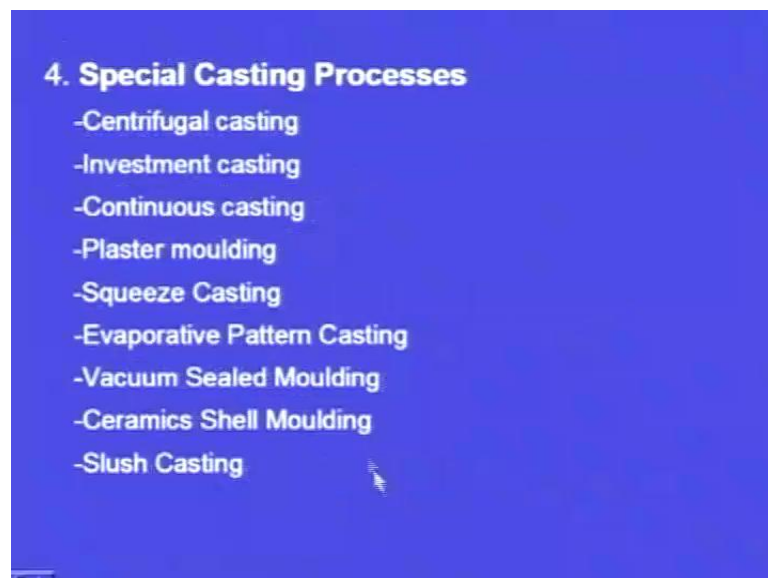 4. Special Casting Processes
-Centrifugal casting
-Investment casting
-Continuous casting
-Plaster moulding
-Squeeze Casting
-Evaporative Pattern Casting
-Vacuum Sealed Moulding
-Ceramics Shell Moulding
-Slush Casting